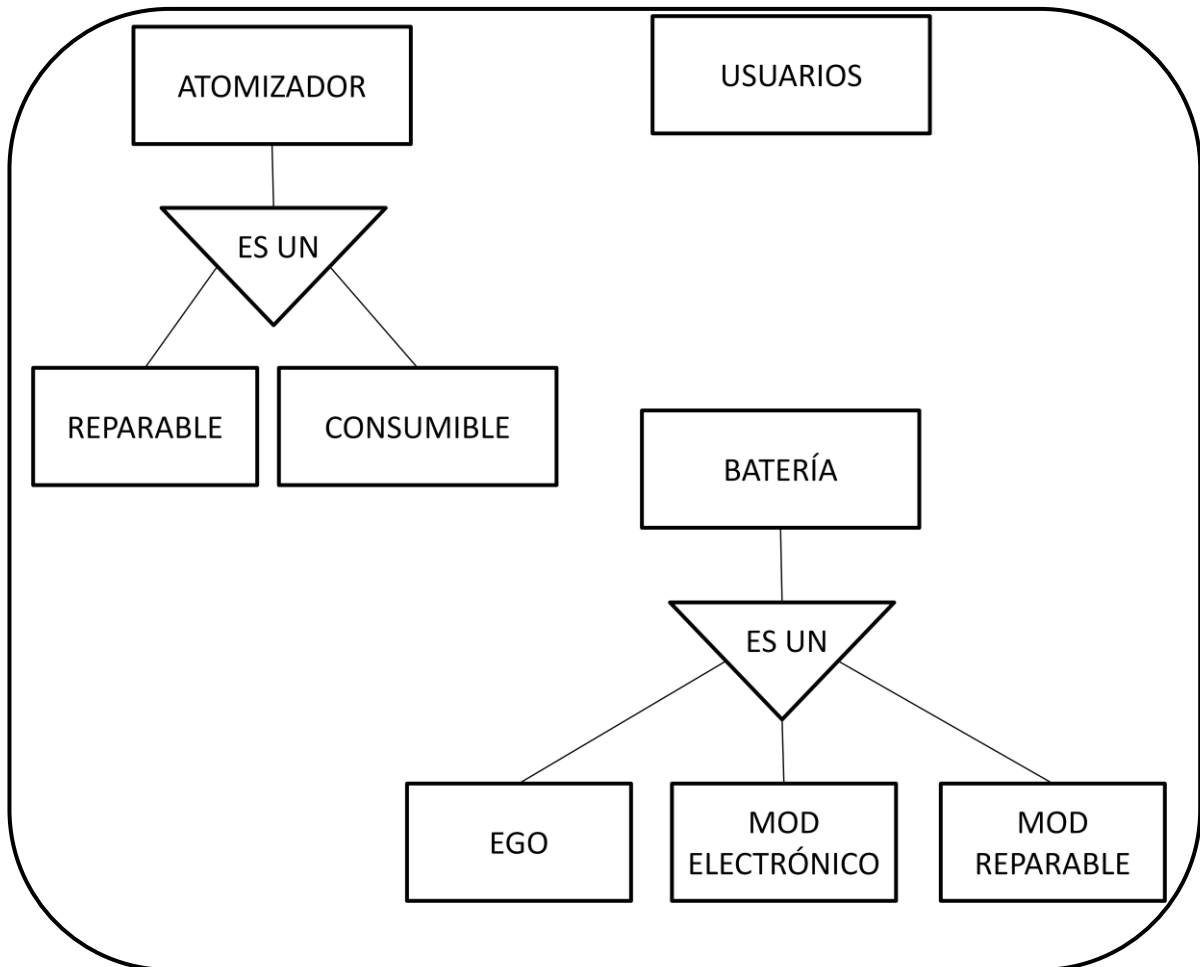 ATOMIZADOR
USUARIOS
ES UN
REPARABLE
CONSUMIBLE
BATERÍA
ES UN
EGO
MOD
ELECTRÓNICO
MOD
REPARABLE